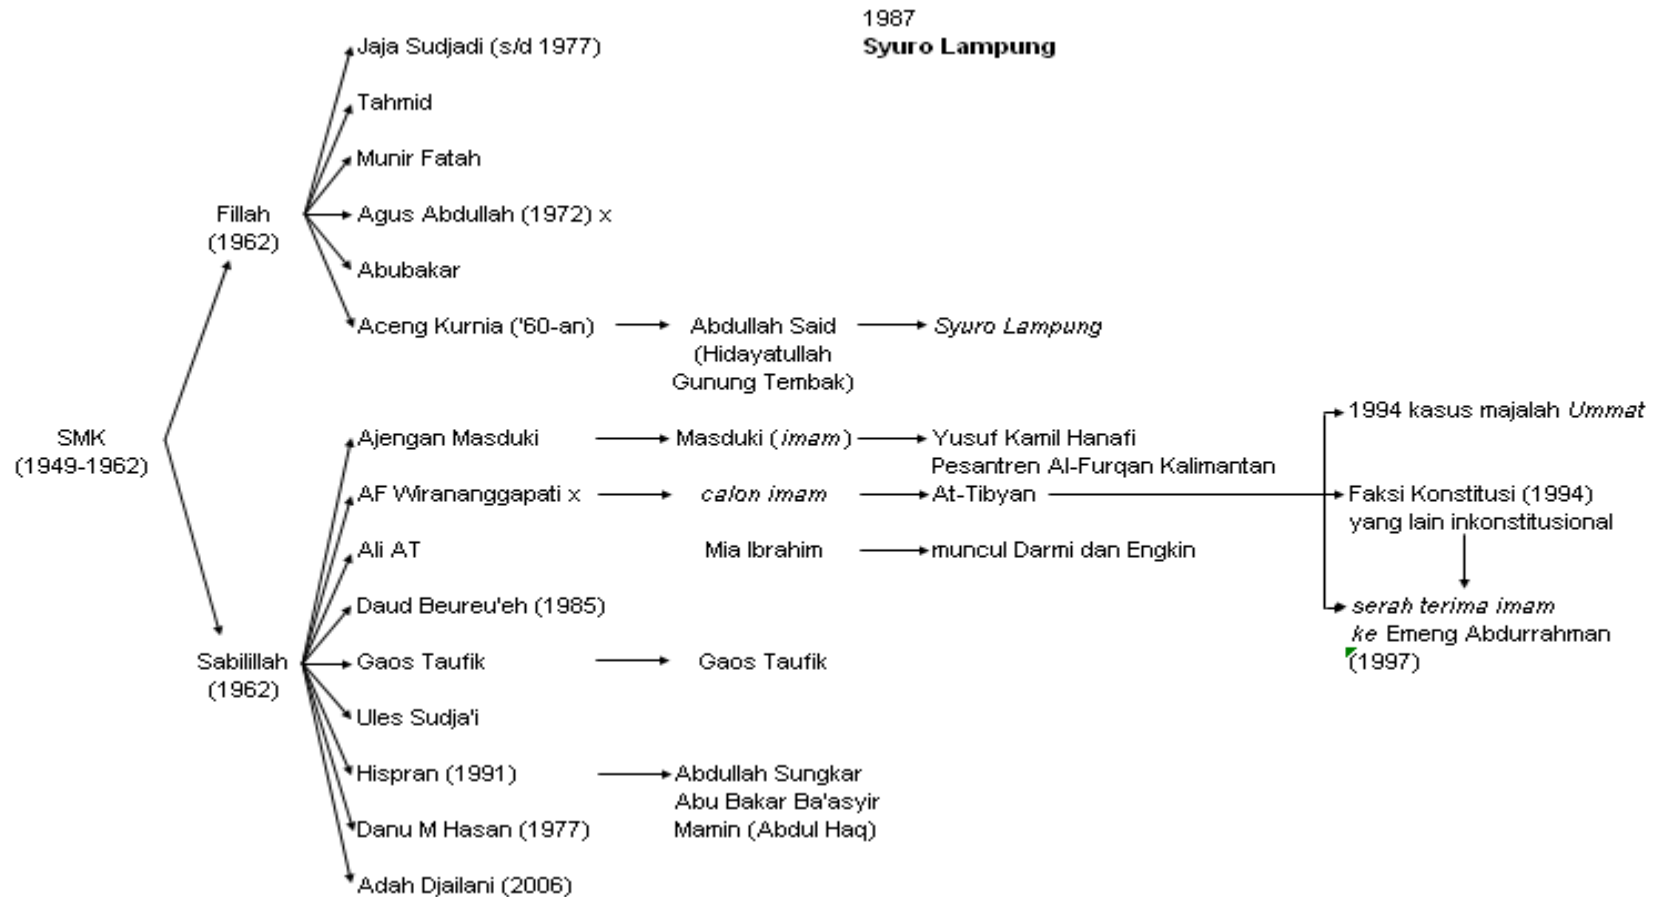 1987
Syuro Lampung
Jaja Sudjadi (s/d 1977)
Tahmid
Munir Fatah
Fillah
(1962)
Agus Abdullah (1972) x
Abubakar
Aceng Kurnia ('60-an)
Abdullah Said
(Hidayatullah
Gunung Tembak)
Syuro Lampung
SMK
(1949-1962)
Ajengan Masduki
Masduki (imam)
Yusuf Kamil Hanafi
Pesantren Al-Furqan Kalimantan
1994 kasus majalah Ummat
AF Wirananggapati x
calon imam
At-Tibyan
Faksi Konstitusi (1994)
yang lain inkonstitusional
Ali AT
Mia Ibrahim
muncul Darmi dan Engkin
Daud Beureu'eh (1985)
serah terima imam
ke Emeng Abdurrahman
(1997)
Sabilillah
(1962)
Gaos Taufik
Gaos Taufik
Ules Sudja'i
Hispran (1991)
Abdullah Sungkar
Abu Bakar Ba'asyir
Mamin (Abdul Haq)
Danu M Hasan (1977)
Adah Djailani (2006)